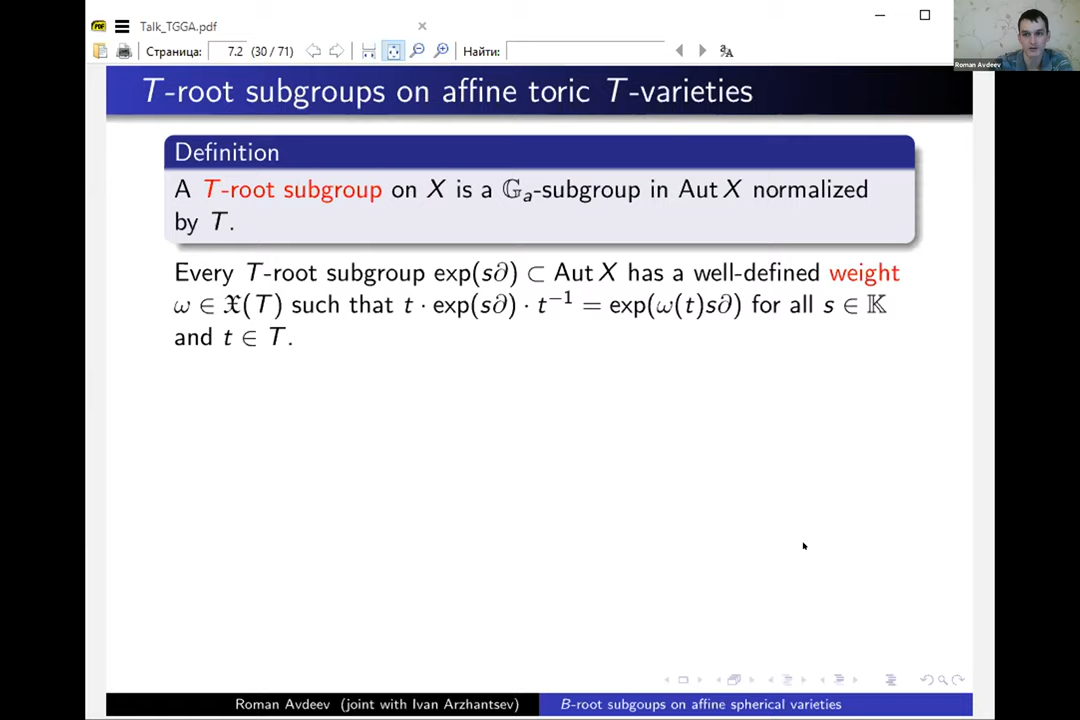 Talk_TGGA.pdf
Страница: 7.2 (30 / 71) Найти:
Roman Avdeev
T-root subgroups on affine toric T-varieties
Definition
A T-root subgroup on X is a 𝔾ₐ-subgroup in Aut X normalized
by T.
Every T-root subgroup exp(s∂) ⊂ Aut X has a well-defined weight
ω ∈ 𝔛(T) such that t · exp(s∂) · t⁻¹ = exp(ω(t)s∂) for all s ∈ 𝕂
and t ∈ T.
Roman Avdeev (joint with Ivan Arzhantsev) B-root subgoups on affine spherical varieties